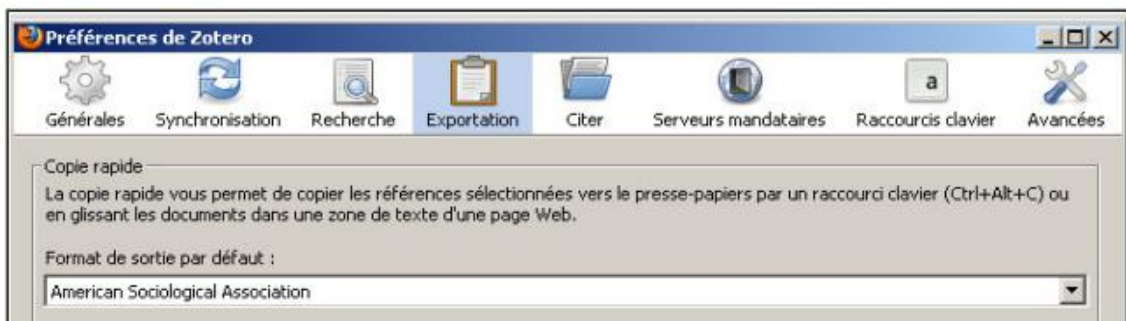 Préférences de Zotero
Générales Synchronisation Recherche Exportation Citer Serveurs mandataires Raccourcis clavier Avancées
Copie rapide
La copie rapide vous permet de copier les références sélectionnées vers le presse-papiers par un raccourci clavier (Ctrl+Alt+C) ou
en glissant les documents dans une zone de texte d'une page Web.
Format de sortie par défaut :
American Sociological Association